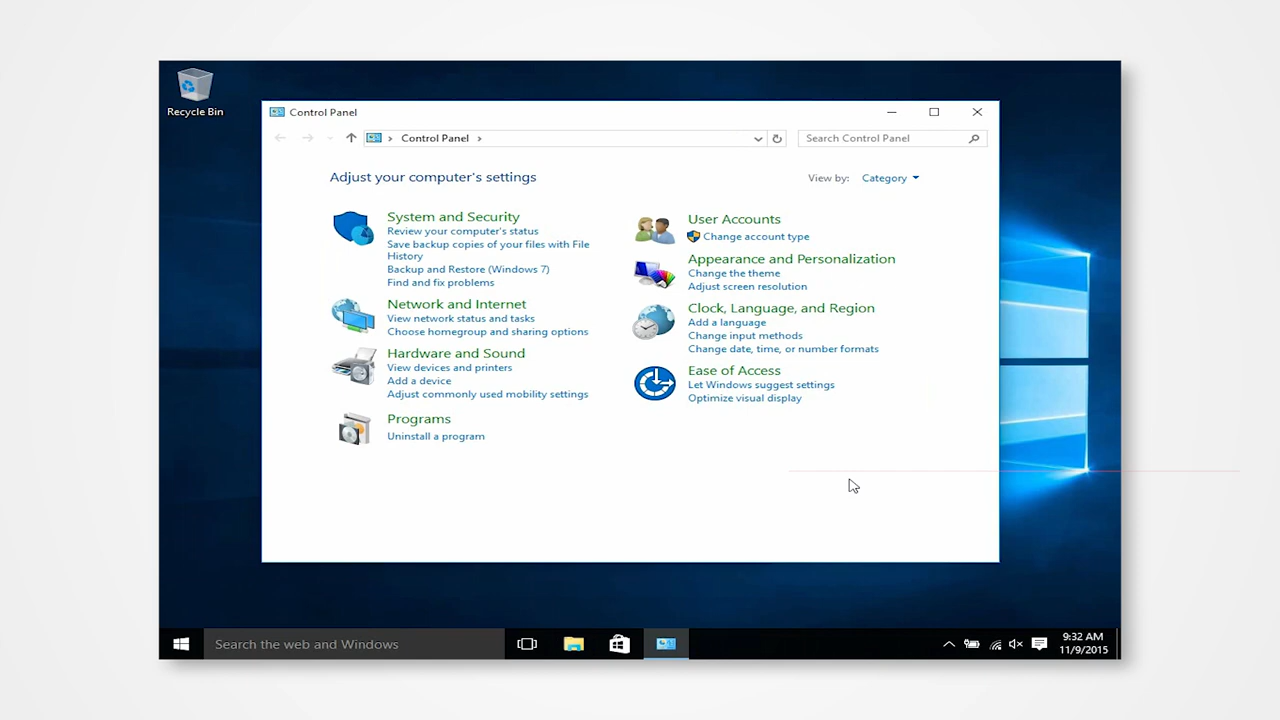 Recycle Bin
Control Panel
Control Panel
Search Control Panel
Adjust your computer's settings
View by: Category
System and Security
Review your computer's status
Save backup copies of your files with File
History
Backup and Restore (Windows 7)
Find and fix problems
Network and Internet
View network status and tasks
Choose homegroup and sharing options
Hardware and Sound
View devices and printers
Add a device
Adjust commonly used mobility settings
Programs
Uninstall a program
User Accounts
Change account type
Appearance and Personalization
Change the theme
Adjust screen resolution
Clock, Language, and Region
Add a language
Change input methods
Change date, time, or number formats
Ease of Access
Let Windows suggest settings
Optimize visual display
Search the web and Windows
9:32 AM
11/9/2015